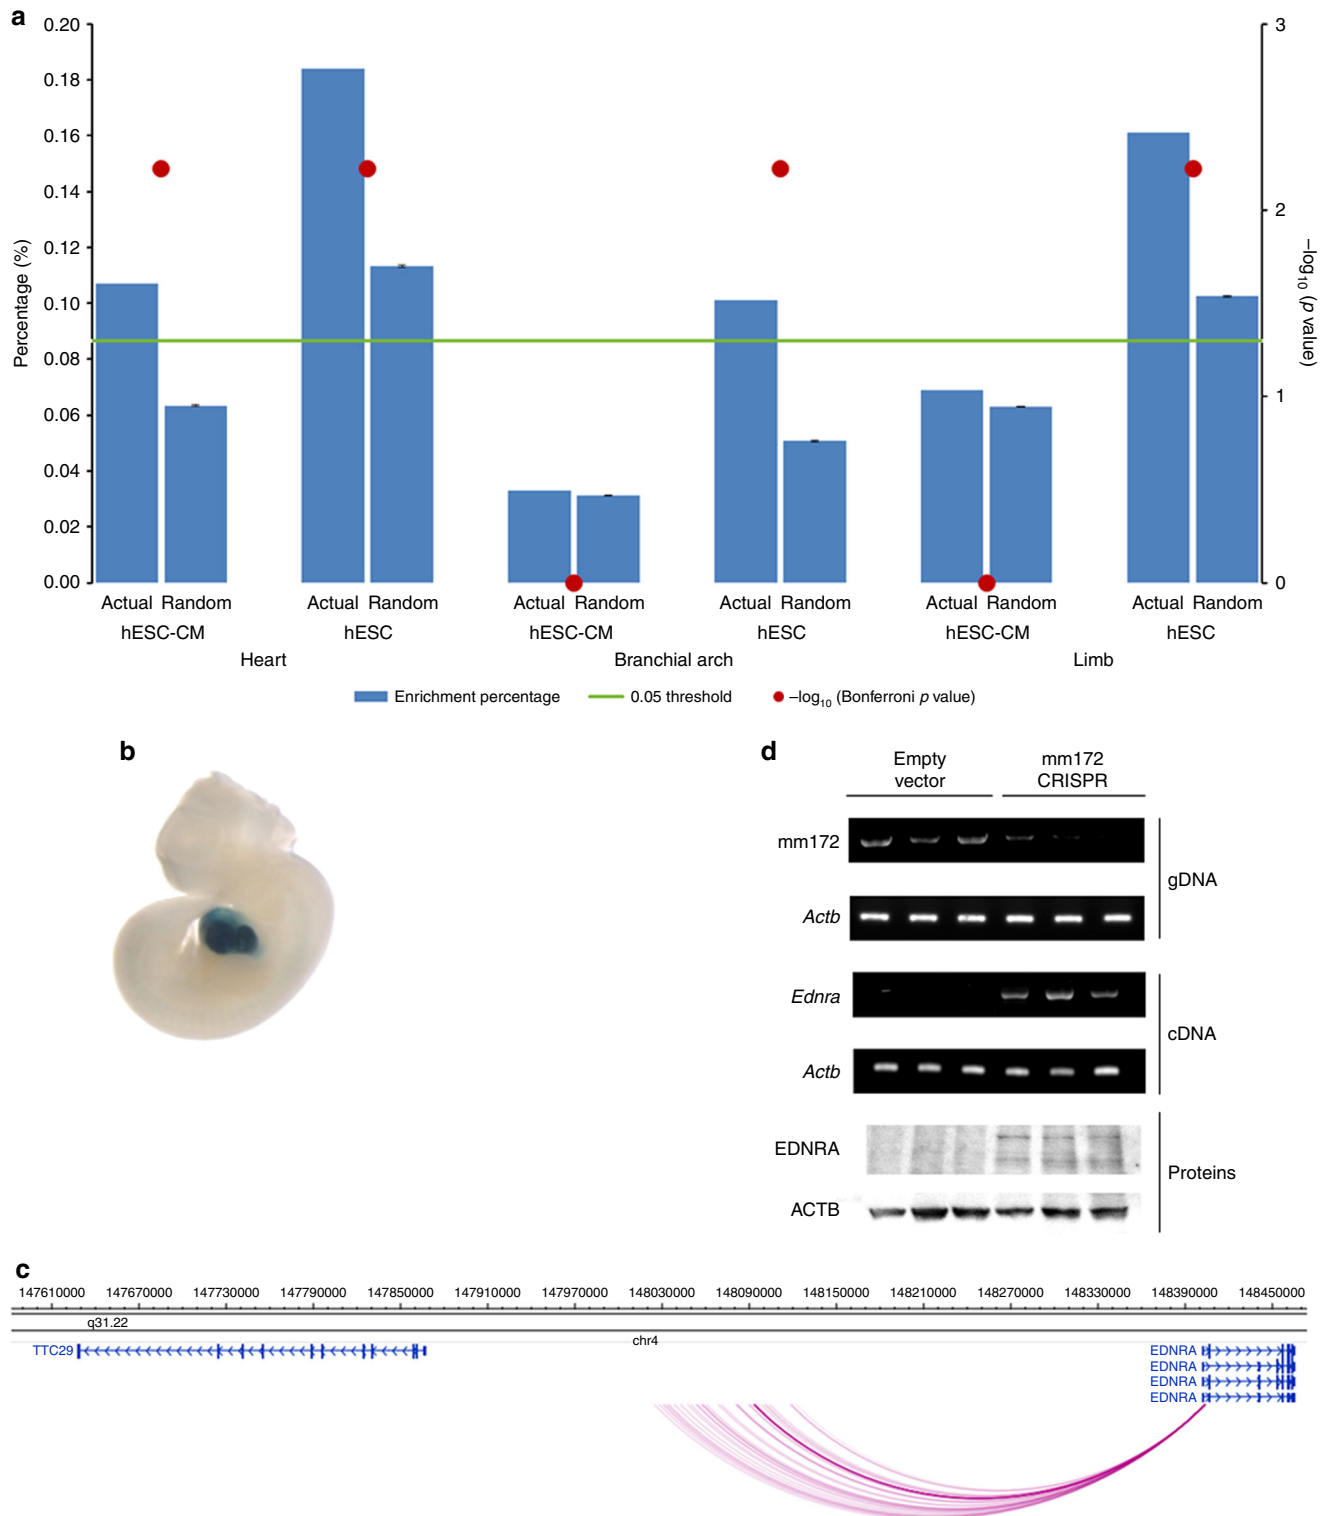 a
0.20
0.18
0.16
0.14
0.12
0.10
0.08
0.06
0.04
0.02
0.00
Percentage (%)
3
2
1
0
–log10 (p value)
Actual Random Actual Random Actual Random Actual Random Actual Random Actual Random
hESC-CM hESC hESC-CM hESC hESC-CM hESC
Heart Branchial arch Limb
Enrichment percentage 0.05 threshold –log10 (Bonferroni p value)
b
d
Empty vector
mm172 CRISPR
mm172
Actb
gDNA
Ednra
Actb
cDNA
EDNRA
ACTB
Proteins
c
147610000 147670000 147730000 147790000 147850000 147910000 147970000 148030000 148090000 148150000 148210000 148270000 148330000 148390000 148450000
q31.22
chr4
TTC29
EDNRA
EDNRA
EDNRA
EDNRA